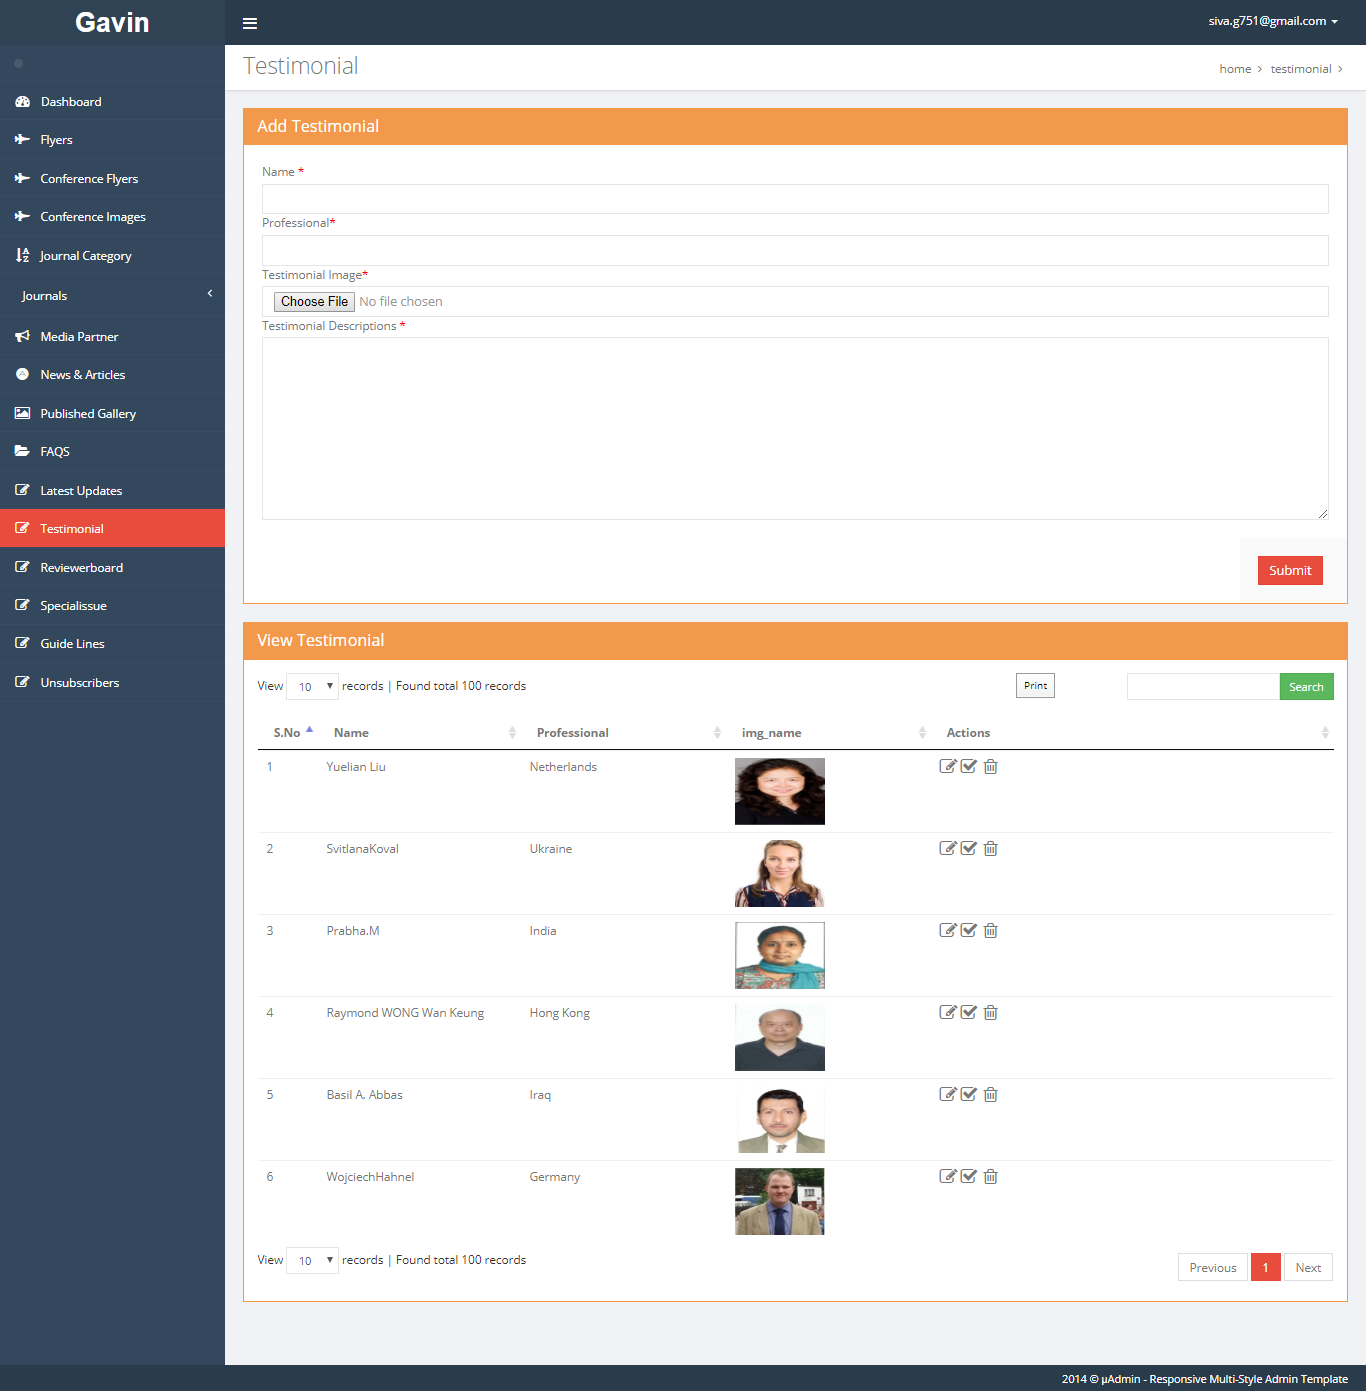 Gavin
siva.g751@gmail.com
Testimonial
home > testimonial >
Dashboard
Flyers
Conference Flyers
Conference Images
Journal Category
Journals
Media Partner
News & Articles
Published Gallery
FAQS
Latest Updates
Testimonial
Reviewerboard
Specialissue
Guide Lines
Unsubscribers
Add Testimonial
Name *
Professional*
Testimonial Image*
Choose File No file chosen
Testimonial Descriptions *
Submit
View Testimonial
View 10 records | Found total 100 records Print Search
S.No Name Professional img_name Actions
1 Yuelian Liu Netherlands
2 SvitlanaKoval Ukraine
3 Prabha.M India
4 Raymond WONG Wan Keung Hong Kong
5 Basil A. Abbas Iraq
6 WojciechHahnel Germany
View 10 records | Found total 100 records Previous 1 Next
2014 © µAdmin - Responsive Multi-Style Admin Template